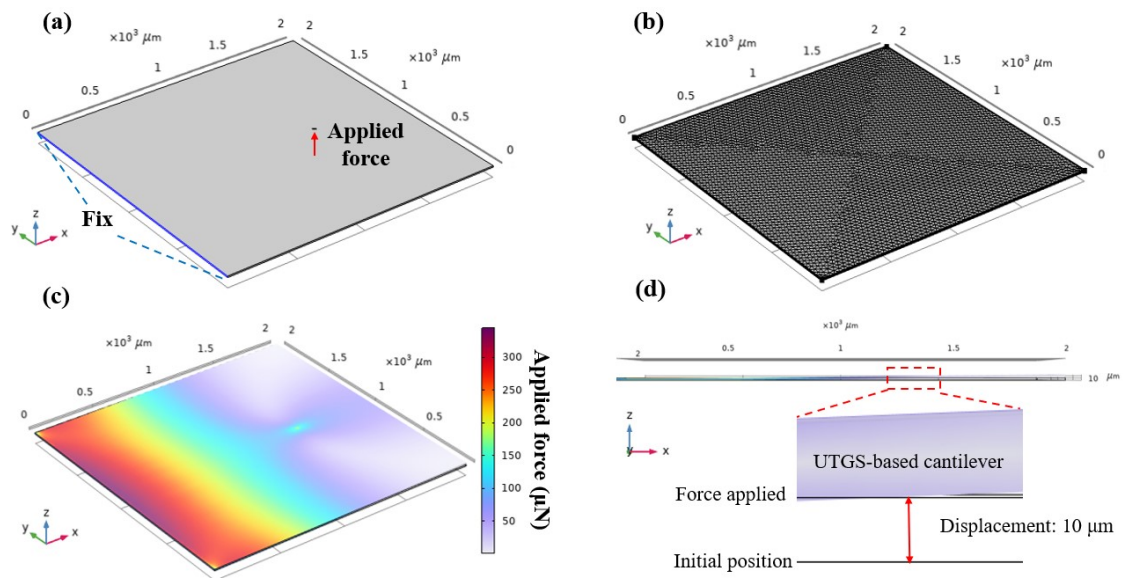 (a)
×10³ µm
0
0.5
1
1.5
2
2
1.5
×10³ µm
1
0.5
0
Applied
force
Fix
z
y
x
(b)
×10³ µm
0
0.5
1
1.5
2
2
1.5
×10³ µm
1
0.5
0
z
y
x
(c)
×10³ µm
0
0.5
1
1.5
2
2
1.5
×10³ µm
1
0.5
0
300
250
200
150
100
50
Applied force (µN)
z
y
x
(d)
×10³ µm
0
0.5
1
1.5
2
10
µm
z
y
x
UTGS-based cantilever
Force applied
Displacement: 10 µm
Initial position